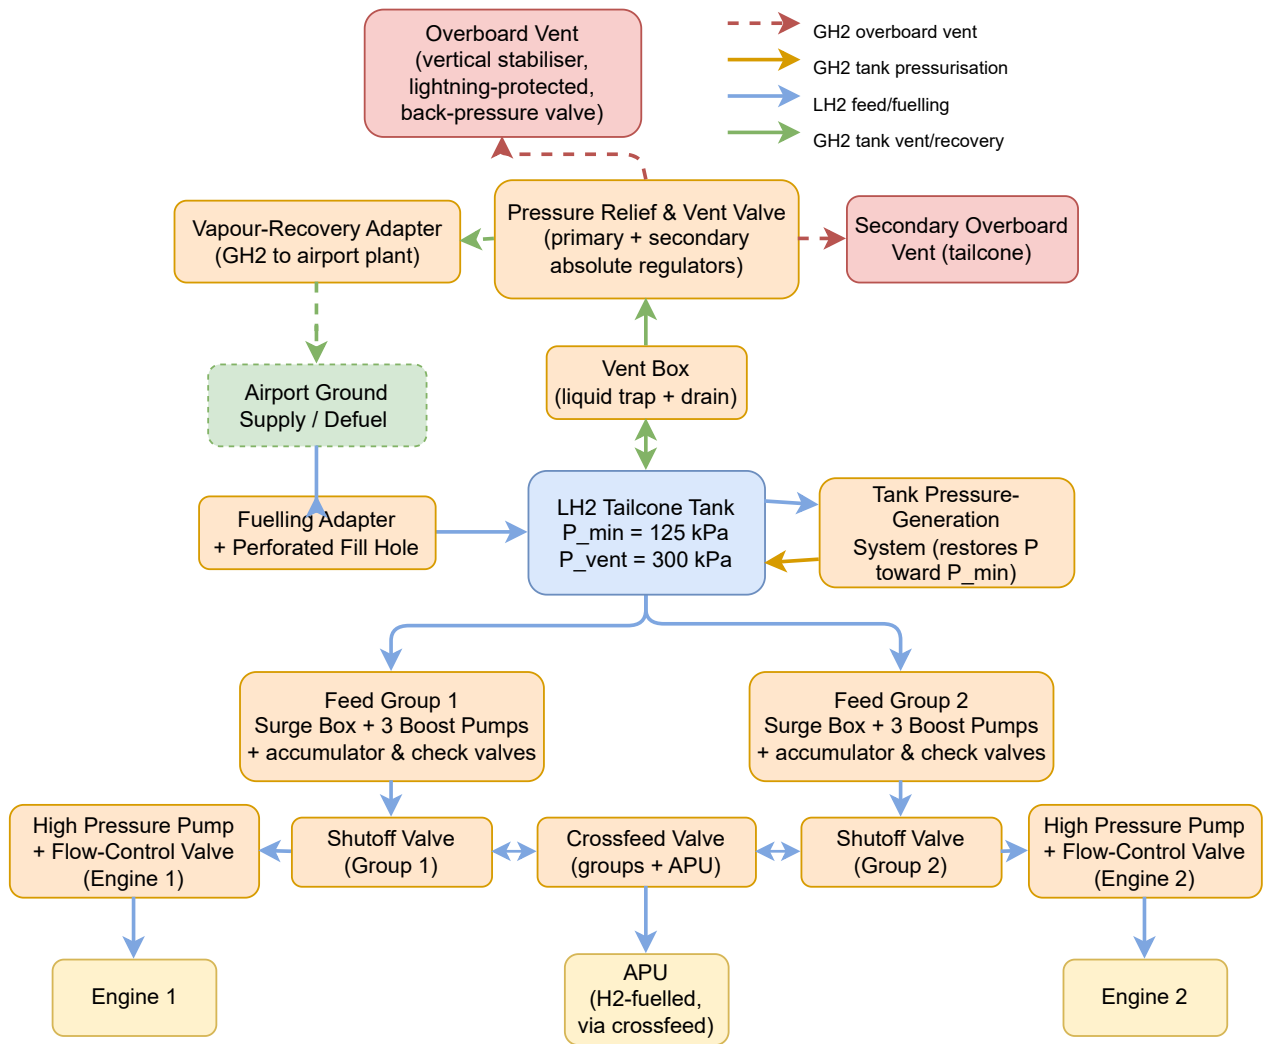 Overboard Vent
(vertical stabiliser,
lightning-protected,
back-pressure valve)
GH2 overboard vent
GH2 tank pressurisation
LH2 feed/fuelling
GH2 tank vent/recovery
Vapour-Recovery Adapter
(GH2 to airport plant)
Pressure Relief & Vent Valve
(primary + secondary
absolute regulators)
Secondary Overboard
Vent (tailcone)
Airport Ground
Supply / Defuel
Vent Box
(liquid trap + drain)
Fuelling Adapter
+ Perforated Fill Hole
LH2 Tailcone Tank
P_min = 125 kPa
P_vent = 300 kPa
Tank Pressure-
Generation
System (restores P
toward P_min)
Feed Group 1
Surge Box + 3 Boost Pumps
+ accumulator & check valves
Feed Group 2
Surge Box + 3 Boost Pumps
+ accumulator & check valves
High Pressure Pump
+ Flow-Control Valve
(Engine 1)
Shutoff Valve
(Group 1)
Crossfeed Valve
(groups + APU)
Shutoff Valve
(Group 2)
High Pressure Pump
+ Flow-Control Valve
(Engine 2)
Engine 1
APU
(H2-fuelled,
via crossfeed)
Engine 2